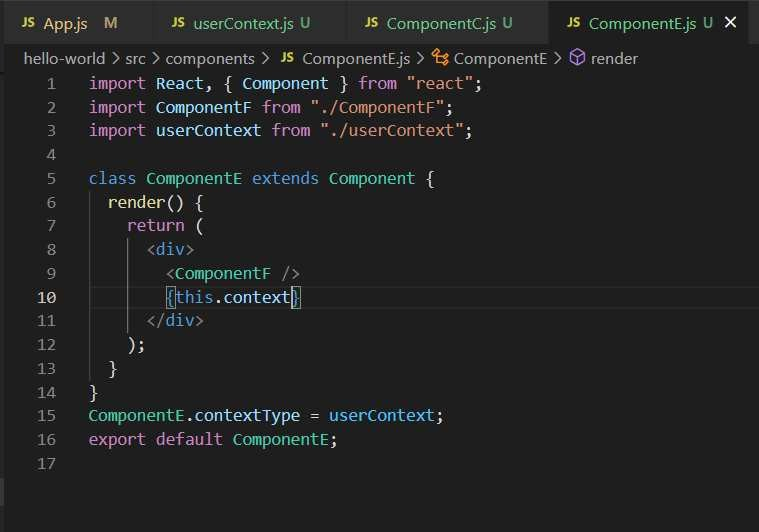 JS App.js M JS userContext.js U JS ComponentC.js U JS ComponentE.js U ✕
hello-world > src > components > JS ComponentE.js > ComponentE > render
1 import React, { Component } from "react";
2 import ComponentF from "./ComponentF";
3 import userContext from "./userContext";
4
5 class ComponentE extends Component {
6 render() {
7 return (
8 <div>
9 <ComponentF />
10 {this.context}
11 </div>
12 );
13 }
14 }
15 ComponentE.contextType = userContext;
16 export default ComponentE;
17